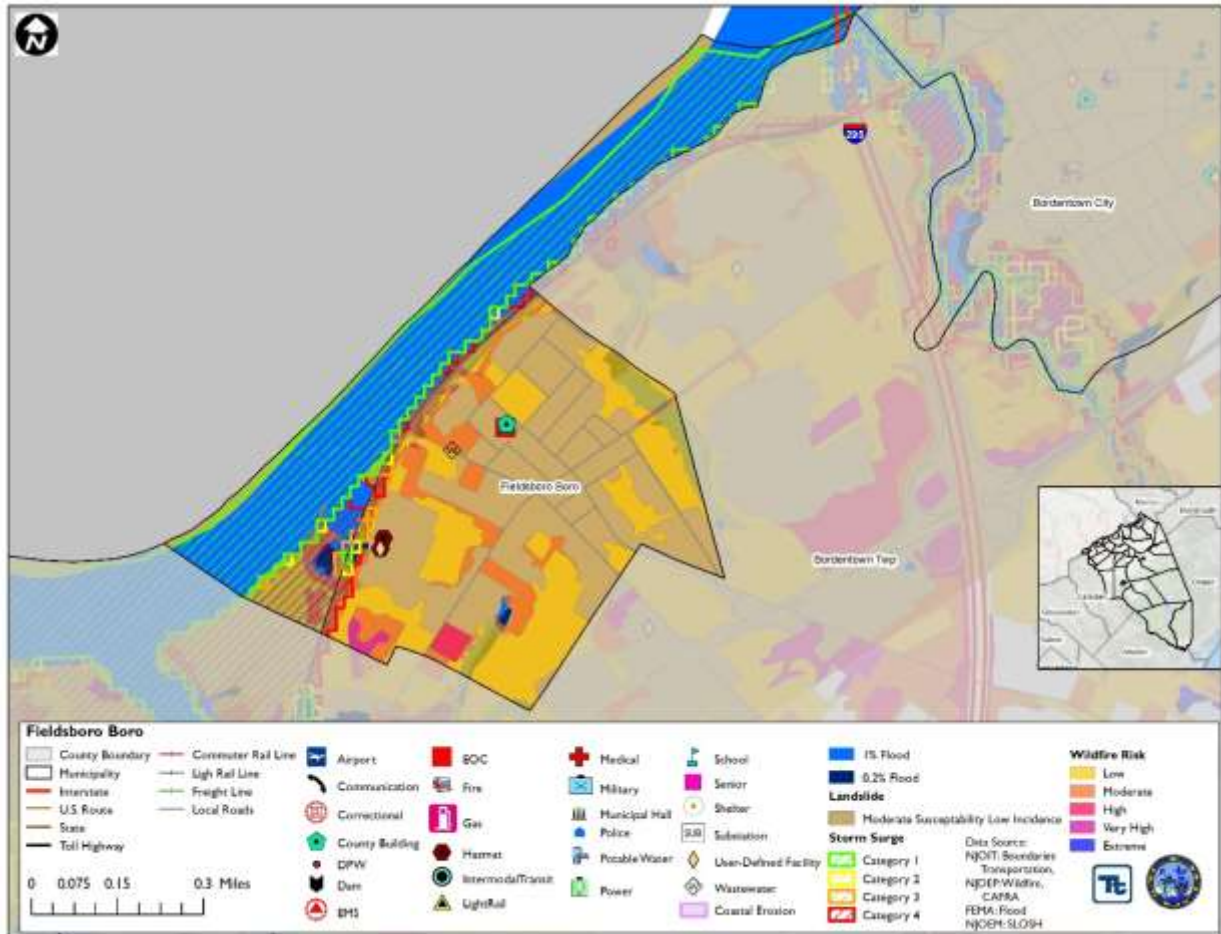 N
295
Bordentown City
Fieldsboro Boro
Bordentown Twp
Fieldsboro Boro
County Boundary
Municipality
Interstate
U.S. Route
State
Toll Highway
Commuter Rail Line
Ligh Rail Line
Freight Line
Local Roads
0 0.075 0.15 0.3 Miles
Airport
Communication
Correctional
County Building
DPW
Dam
EMS
EOC
Fire
Gas
Hazmat
IntermodalTransit
LightRail
Medical
Military
Municipal Hall
Police
Potable Water
Power
School
Senior
Shelter
SUB Substation
User-Defined Facility
Wastewater
Coastal Erosion
1% Flood
0.2% Flood
Landslide
Moderate Susceptability Low Incidence
Storm Surge
Category 1
Category 2
Category 3
Category 4
Data Source:
NJOIT: Boundaries
Transportation,
NJDEP: Wildfire,
CAFRA
FEMA: Flood
NJOEM: SLOSH
Wildfire Risk
Low
Moderate
High
Very High
Extreme
Tt